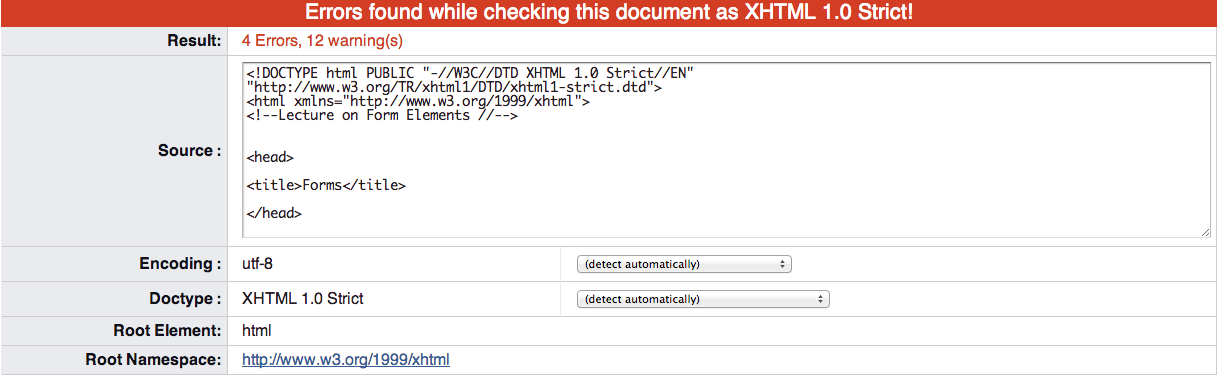 Errors found while checking this document as XHTML 1.0 Strict!
Result: 4 Errors, 12 warning(s)
Source :
<!DOCTYPE html PUBLIC "-//W3C//DTD XHTML 1.0 Strict//EN"
"http://www.w3.org/TR/xhtml1/DTD/xhtml1-strict.dtd">
<html xmlns="http://www.w3.org/1999/xhtml">
<!--Lecture on Form Elements //-->
<head>
<title>Forms</title>
</head>
Encoding : utf-8 (detect automatically)
Doctype : XHTML 1.0 Strict (detect automatically)
Root Element: html
Root Namespace: http://www.w3.org/1999/xhtml